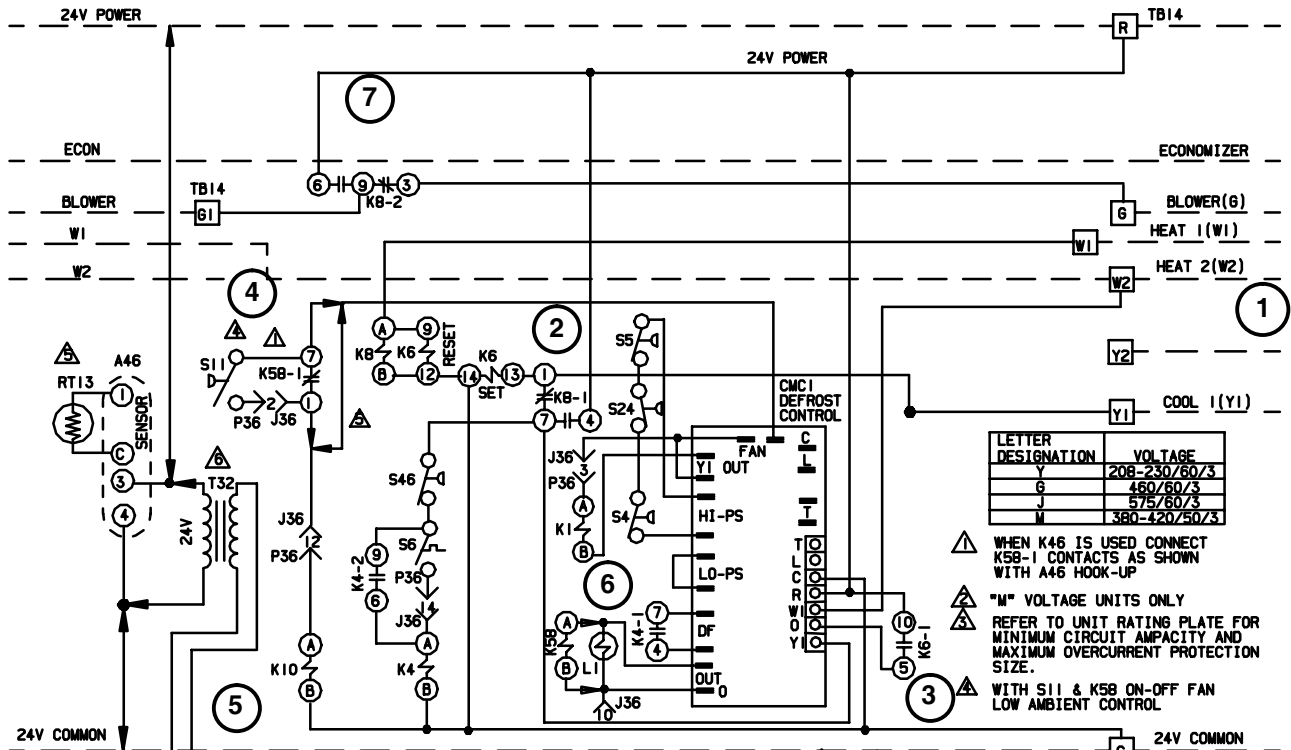 24V POWER
TB14
R
24V POWER
7
ECON
ECONOMIZER
6
9
3
K8-2
TB14
BLOWER
G1
G
BLOWER(G)
W1
W1
HEAT 1(W1)
W2
W2
HEAT 2(W2)
4
2
1
5
A46
4
1
S11
K58-1
7
A
9
RESET
K8
K6
B
12
K6
14
13
1
SET
S5
Y2
RT13
1
SENSOR
P36
2
J36
1
5
K8-1
7
4
S24
CMC1
DEFROST
CONTROL
Y1
COOL 1(Y1)
C
3
4
6
T32
24V
J36
12
P36
S46
S6
9
K4-2
6
P36
14
J36
J36
3
P36
A
K1
B
S4
FAN
C
L
T
Y1 OUT
HI-PS
LO-PS
DF
OUT
O
T
L
C
R
W1
O
Y1
LETTER
DESIGNATION
VOLTAGE
Y 208-230/60/3
G 460/60/3
J 575/60/3
M 380-420/50/3
1 WHEN K46 IS USED CONNECT
K58-1 CONTACTS AS SHOWN
WITH A46 HOOK-UP
2 "M" VOLTAGE UNITS ONLY
3 REFER TO UNIT RATING PLATE FOR
MINIMUM CIRCUIT AMPACITY AND
MAXIMUM OVERCURRENT PROTECTION
SIZE.
4 WITH S11 & K58 ON-OFF FAN
LOW AMBIENT CONTROL
6
A
K58
B
L1
7
K4-1
4
J36
10
10
K6-1
5
3
A
K10
B
A
K4
B
5
24V COMMON
24V COMMON